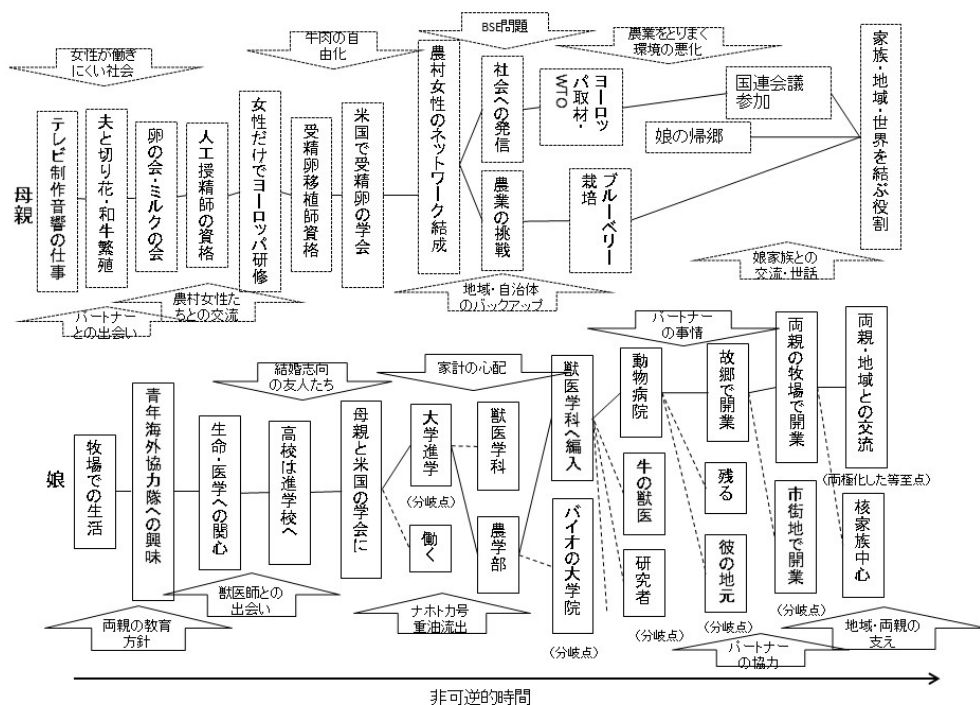 女性が働き
にくい社会
牛肉の自
由化
BSE問題
農業をとりまく
環境の悪化
母親
テレビ制作音響の仕事
夫と切り花・和牛繁殖
卵の会・ミルクの会
人工授精師の資格
女性だけでヨーロッパ研修
受精卵移植師資格
米国で受精卵の学会
農村女性のネットワーク結成
社会への発信
農業の挑戦
ヨーロッ
パ取材・
WTO
ブルーベリー
栽培
国連会議
参加
娘の帰郷
家族・地域・世界を結ぶ役割
パートナー
との出会い
農村女性た
ちとの交流
地域・自治体
のバックアップ
娘家族との
交流・世話
結婚志向
の友人たち
家計の心配
パートナー
の事情
娘
牧場での生活
青年海外協力隊への興味
生命・医学への関心
高校は進学校へ
母親と米国の学会に
大学進学
(分岐点)
働く
獣医学科
農学部
獣医学科へ編入
バイオの大学院
(分岐点)
動物病院
牛の獣医
研究者
(分岐点)
故郷で開業
残る
彼の地元
(分岐点)
両親の牧場で開業
市街地で開業
(分岐点)
両親・地域との交流
(両極化した等至点)
核家族中心
両親の教育
方針
獣医師との
出会い
ナホトカ号
重油流出
パートナー
の協力
地域・両親の
支え
非可逆的時間